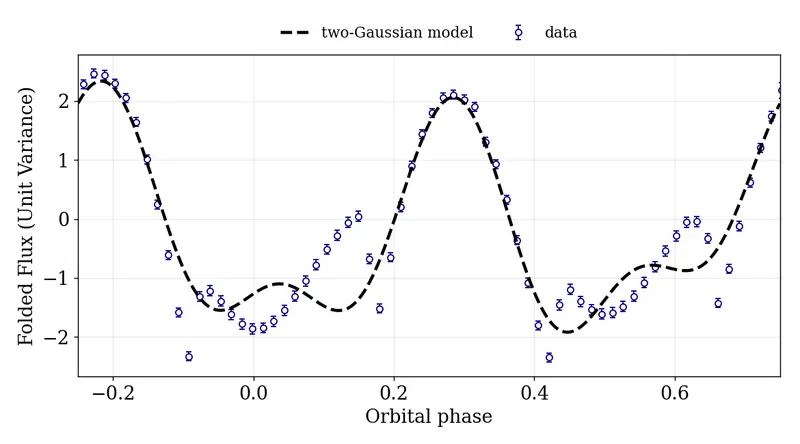 two-Gaussian model
data
Folded Flux (Unit Variance)
2
1
0
−1
−2
−0.2
0.0
0.2
0.4
0.6
Orbital phase